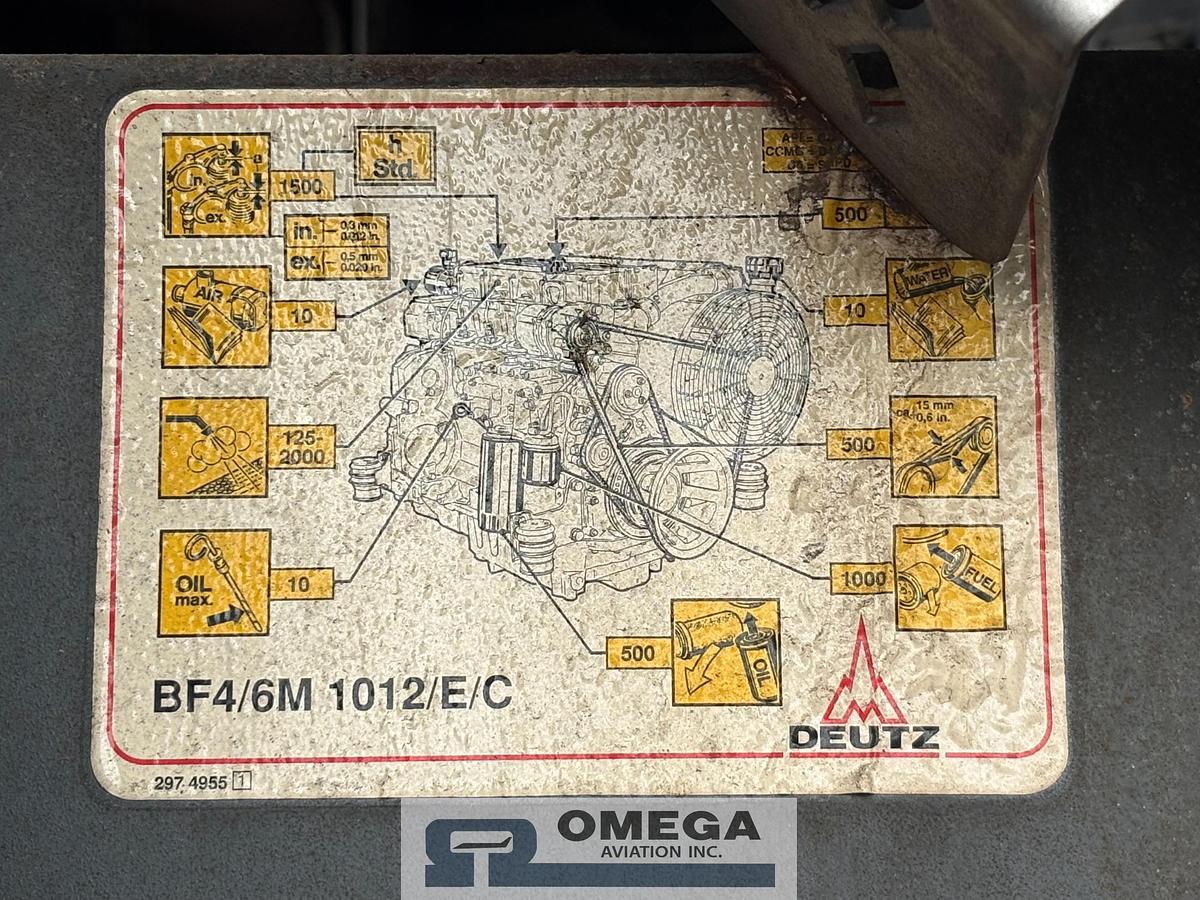 h
Std.
in.
ex.
a
1500
in. 0,3 mm
0.012 in.
ex. 0.5 mm
0.020 in.
500
AIR
10
10
WATER
125-
2000
500
15 mm
0,6 in.
OIL
max.
10
1000
FUEL
500
OIL
BF4/6M 1012/E/C
DEUTZ
297 4955 1
OMEGA
AVIATION INC.